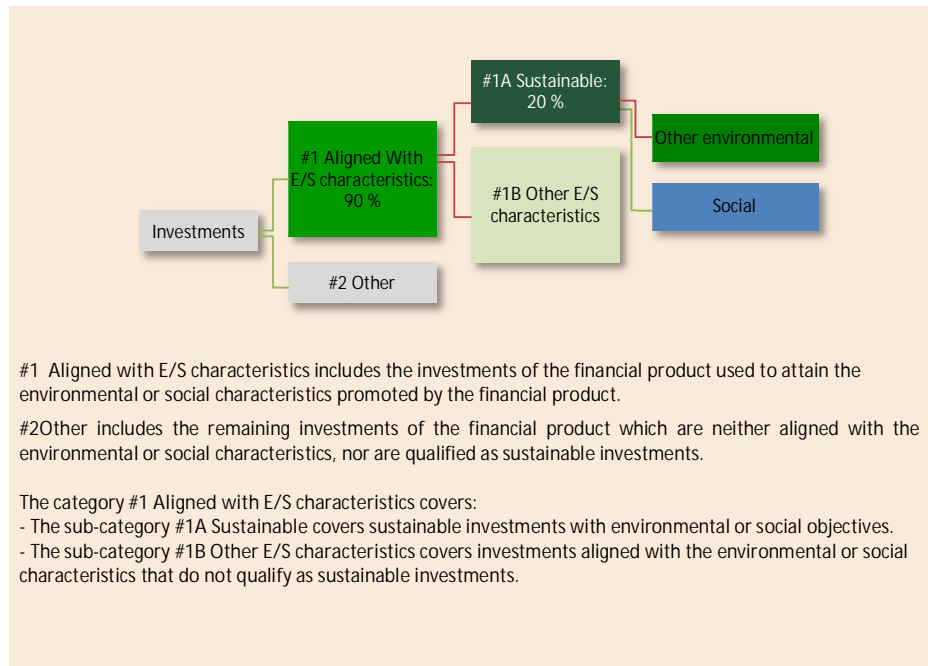 #1A Sustainable:
20 %
Other environmental
#1 Aligned With
E/S characteristics:
90 %
#1B Other E/S
characteristics
Social
Investments
#2 Other
#1 Aligned with E/S characteristics includes the investments of the financial product used to attain the
environmental or social characteristics promoted by the financial product.
#2Other includes the remaining investments of the financial product which are neither aligned with the
environmental or social characteristics, nor are qualified as sustainable investments.
The category #1 Aligned with E/S characteristics covers:
- The sub-category #1A Sustainable covers sustainable investments with environmental or social objectives.
- The sub-category #1B Other E/S characteristics covers investments aligned with the environmental or social
characteristics that do not qualify as sustainable investments.